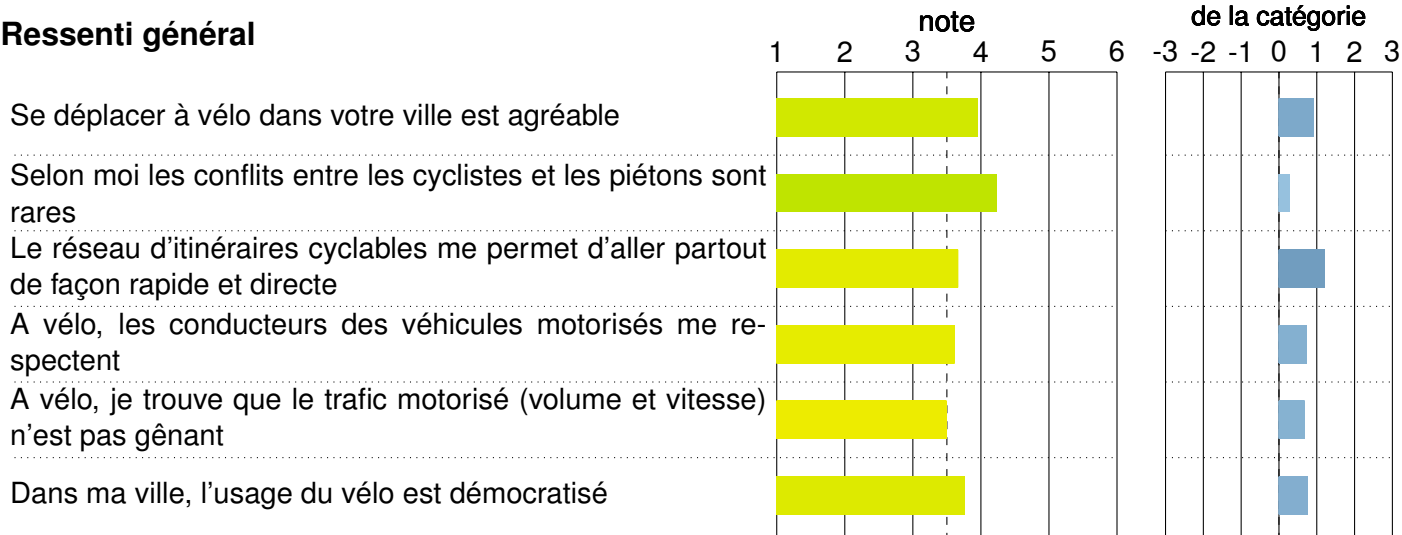 Ressenti général
note
de la catégorie
1 2 3 4 5 6
-3 -2 -1 0 1 2 3
Se déplacer à vélo dans votre ville est agréable
Selon moi les conflits entre les cyclistes et les piétons sont
rares
Le réseau d'itinéraires cyclables me permet d'aller partout
de façon rapide et directe
A vélo, les conducteurs des véhicules motorisés me re-
spectent
A vélo, je trouve que le trafic motorisé (volume et vitesse)
n'est pas gênant
Dans ma ville, l'usage du vélo est démocratisé